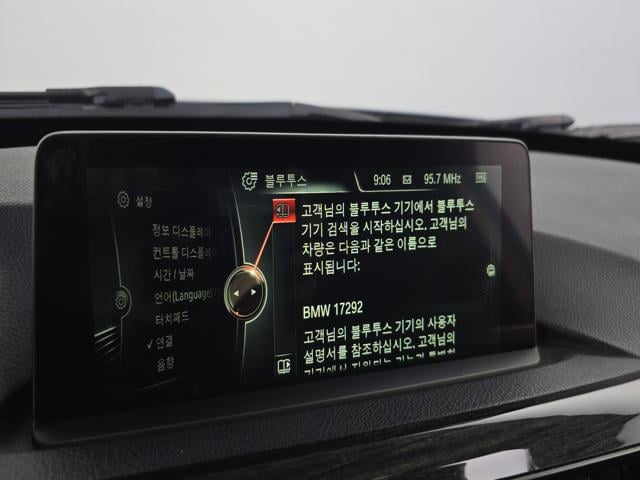 블루투스
9:06
95.7 MHz
설정
정보 디스플레이
컨트롤 디스플레이
시간 / 날짜
언어(Language)
터치패드
✓ 연결
음향
고객님의 블루투스 기기에서 블루투스
기기 검색을 시작하십시오. 고객님의
차량은 다음과 같은 이름으로
표시됩니다:
BMW 17292
고객님의 블루투스 기기의 사용자
설명서를 참조하십시오. 고객님의